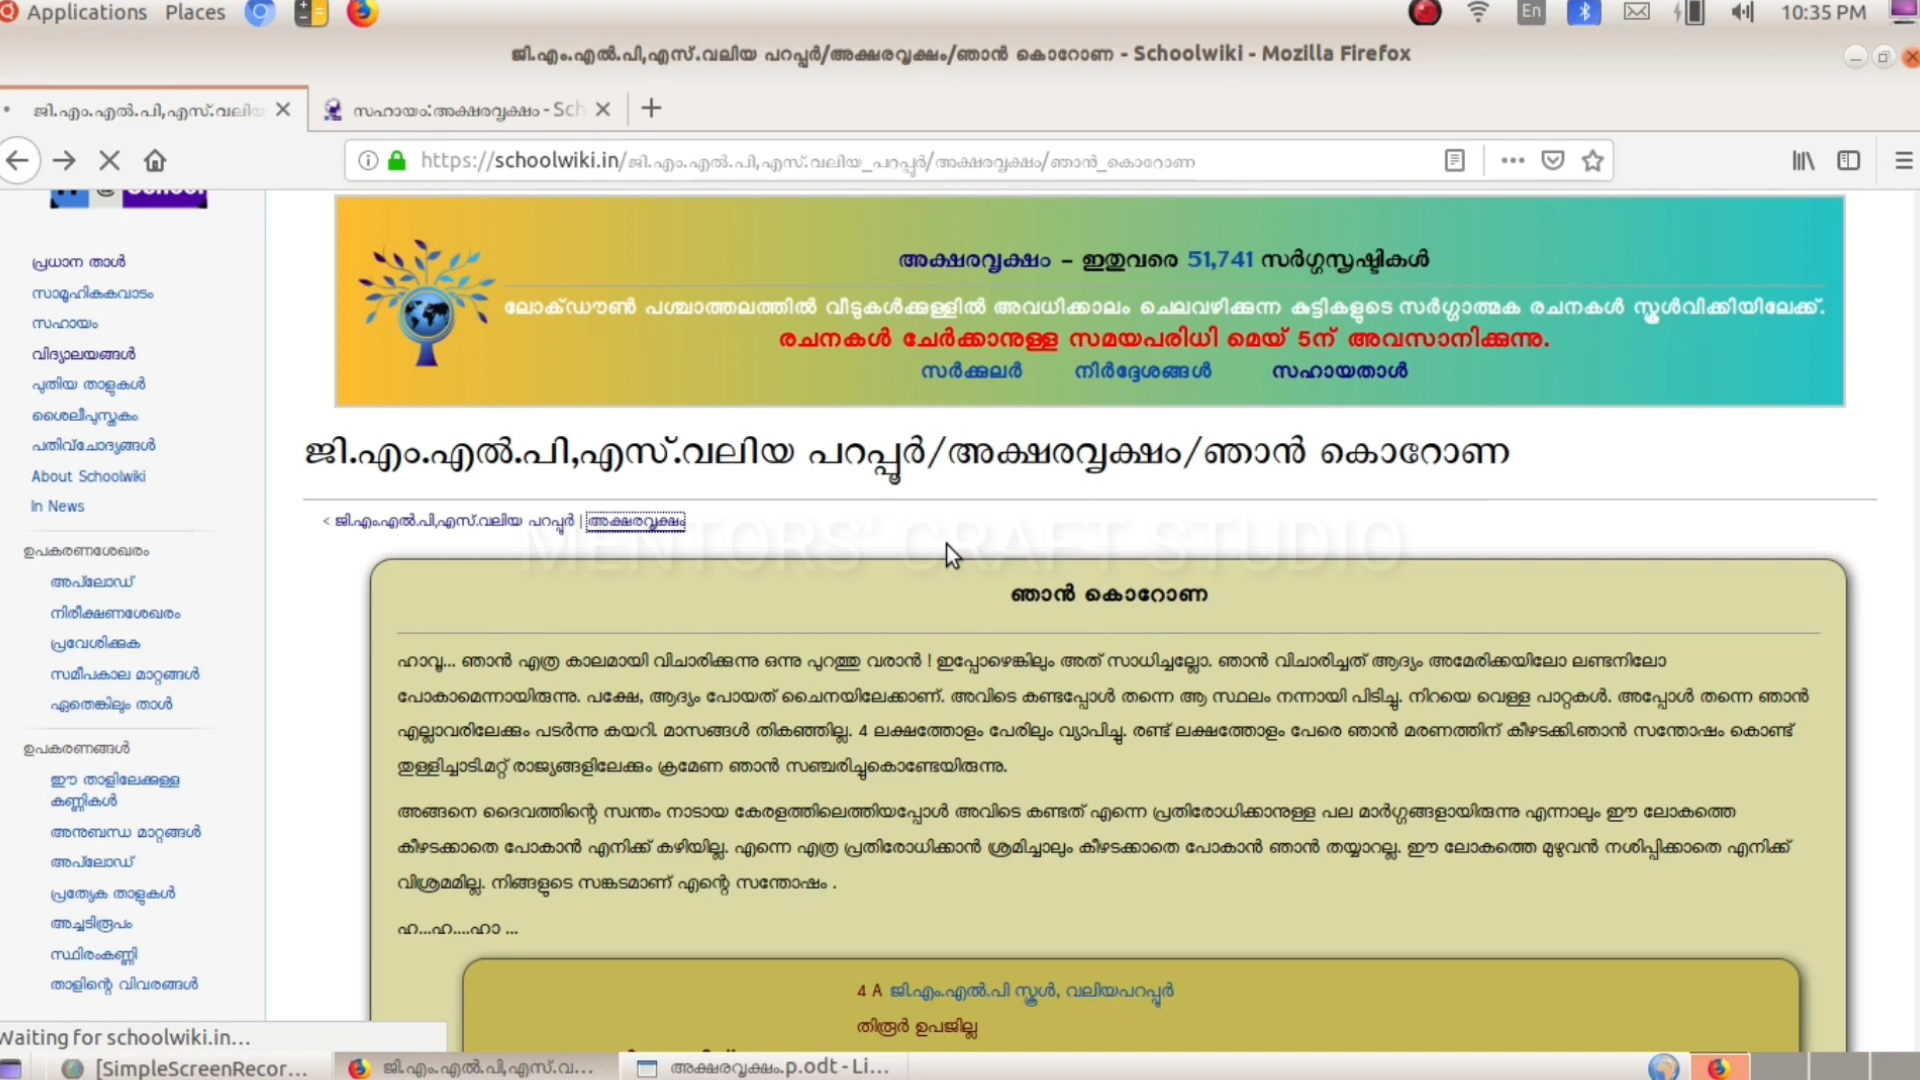 Applications Places En 10:35 PM
ജി.എം.എൽ.പി,എസ്.വലിയ പറപ്പൂർ/അക്ഷരവൃക്ഷം/ഞാൻ കൊറോണ - Schoolwiki - Mozilla Firefox
ജി.എം.എൽ.പി,എസ്.വലിയ
സഹായം:അക്ഷരവൃക്ഷം - Sch
https://schoolwiki.in/ജി.എം.എൽ.പി,എസ്.വലിയ_പറപ്പൂർ/അക്ഷരവൃക്ഷം/ഞാൻ_കൊറോണ
പ്രധാന താൾ
സാമൂഹികകവാടം
സഹായം
വിദ്യാലയങ്ങൾ
പുതിയ താളുകൾ
ശൈലീപുസ്തകം
പതിവ്ചോദ്യങ്ങൾ
About Schoolwiki
In News
ഉപകരണശേഖരം
അപ്‌ലോഡ്
നിരീക്ഷണശേഖരം
പ്രവേശിക്കുക
സമീപകാല മാറ്റങ്ങൾ
ഏതെങ്കിലും താൾ
ഉപകരണങ്ങൾ
ഈ താളിലേക്കുള്ള
കണ്ണികൾ
അനുബന്ധ മാറ്റങ്ങൾ
അപ്‌ലോഡ്
പ്രത്യേക താളുകൾ
അച്ചടിരൂപം
സ്ഥിരംകണ്ണി
താളിന്റെ വിവരങ്ങൾ
അക്ഷരവൃക്ഷം – ഇതുവരെ 51,741 സർഗ്ഗസൃഷ്ടികൾ
ലോക്ഡൗൺ പശ്ചാത്തലത്തിൽ വീടുകൾക്കുള്ളിൽ അവധിക്കാലം ചെലവഴിക്കുന്ന കുട്ടികളുടെ സർഗ്ഗാത്മക രചനകൾ സ്കൂൾവിക്കിയിലേക്ക്.
രചനകൾ ചേർക്കാനുള്ള സമയപരിധി മെയ് 5ന് അവസാനിക്കുന്നു.
സർക്കുലർ നിർദ്ദേശങ്ങൾ സഹായതാൾ
ജി.എം.എൽ.പി,എസ്.വലിയ പറപ്പൂർ/അക്ഷരവൃക്ഷം/ഞാൻ കൊറോണ
< ജി.എം.എൽ.പി,എസ്.വലിയ പറപ്പൂർ | അക്ഷരവൃക്ഷം
MENTORS' CRAFT STUDIO
ഞാൻ കൊറോണ
ഹാവൂ... ഞാൻ എത്ര കാലമായി വിചാരിക്കുന്നു ഒന്നു പുറത്തു വരാൻ ! ഇപ്പോഴെങ്കിലും അത് സാധിച്ചല്ലോ. ഞാൻ വിചാരിച്ചത് ആദ്യം അമേരിക്കയിലോ ലണ്ടനിലോ
പോകാമെന്നായിരുന്നു. പക്ഷേ, ആദ്യം പോയത് ചൈനയിലേക്കാണ്. അവിടെ കണ്ടപ്പോൾ തന്നെ ആ സ്ഥലം നന്നായി പിടിച്ചു. നിറയെ വെള്ള പാറ്റകൾ. അപ്പോൾ തന്നെ ഞാൻ
എല്ലാവരിലേക്കും പടർന്നു കയറി. മാസങ്ങൾ തികഞ്ഞില്ല. 4 ലക്ഷത്തോളം പേരിലും വ്യാപിച്ചു. രണ്ട് ലക്ഷത്തോളം പേരെ ഞാൻ മരണത്തിന് കീഴടക്കി.ഞാൻ സന്തോഷം കൊണ്ട്
തുള്ളിച്ചാടി.മറ്റ് രാജ്യങ്ങളിലേക്കും ക്രമേണ ഞാൻ സഞ്ചരിച്ചുകൊണ്ടേയിരുന്നു.
അങ്ങനെ ദൈവത്തിന്റെ സ്വന്തം നാടായ കേരളത്തിലെത്തിയപ്പോൾ അവിടെ കണ്ടത് എന്നെ പ്രതിരോധിക്കാനുള്ള പല മാർഗ്ഗങ്ങളായിരുന്നു എന്നാലും ഈ ലോകത്തെ
കീഴടക്കാതെ പോകാൻ എനിക്ക് കഴിയില്ല. എന്നെ എത്ര പ്രതിരോധിക്കാൻ ശ്രമിച്ചാലും കീഴടക്കാതെ പോകാൻ ഞാൻ തയ്യാറല്ല. ഈ ലോകത്തെ മുഴുവൻ നശിപ്പിക്കാതെ എനിക്ക്
വിശ്രമമില്ല. നിങ്ങളുടെ സങ്കടമാണ് എന്റെ സന്തോഷം .
ഹ...ഹ....ഹാ ...
4 A ജി.എം.എൽ.പി സ്കൂൾ, വലിയപറപ്പൂർ
തിരൂർ ഉപജില്ല
Waiting for schoolwiki.in...
[SimpleScreenRecor... ജി.എം.എൽ.പി,എസ്.വ... അക്ഷരവൃക്ഷം.p.odt - Li...